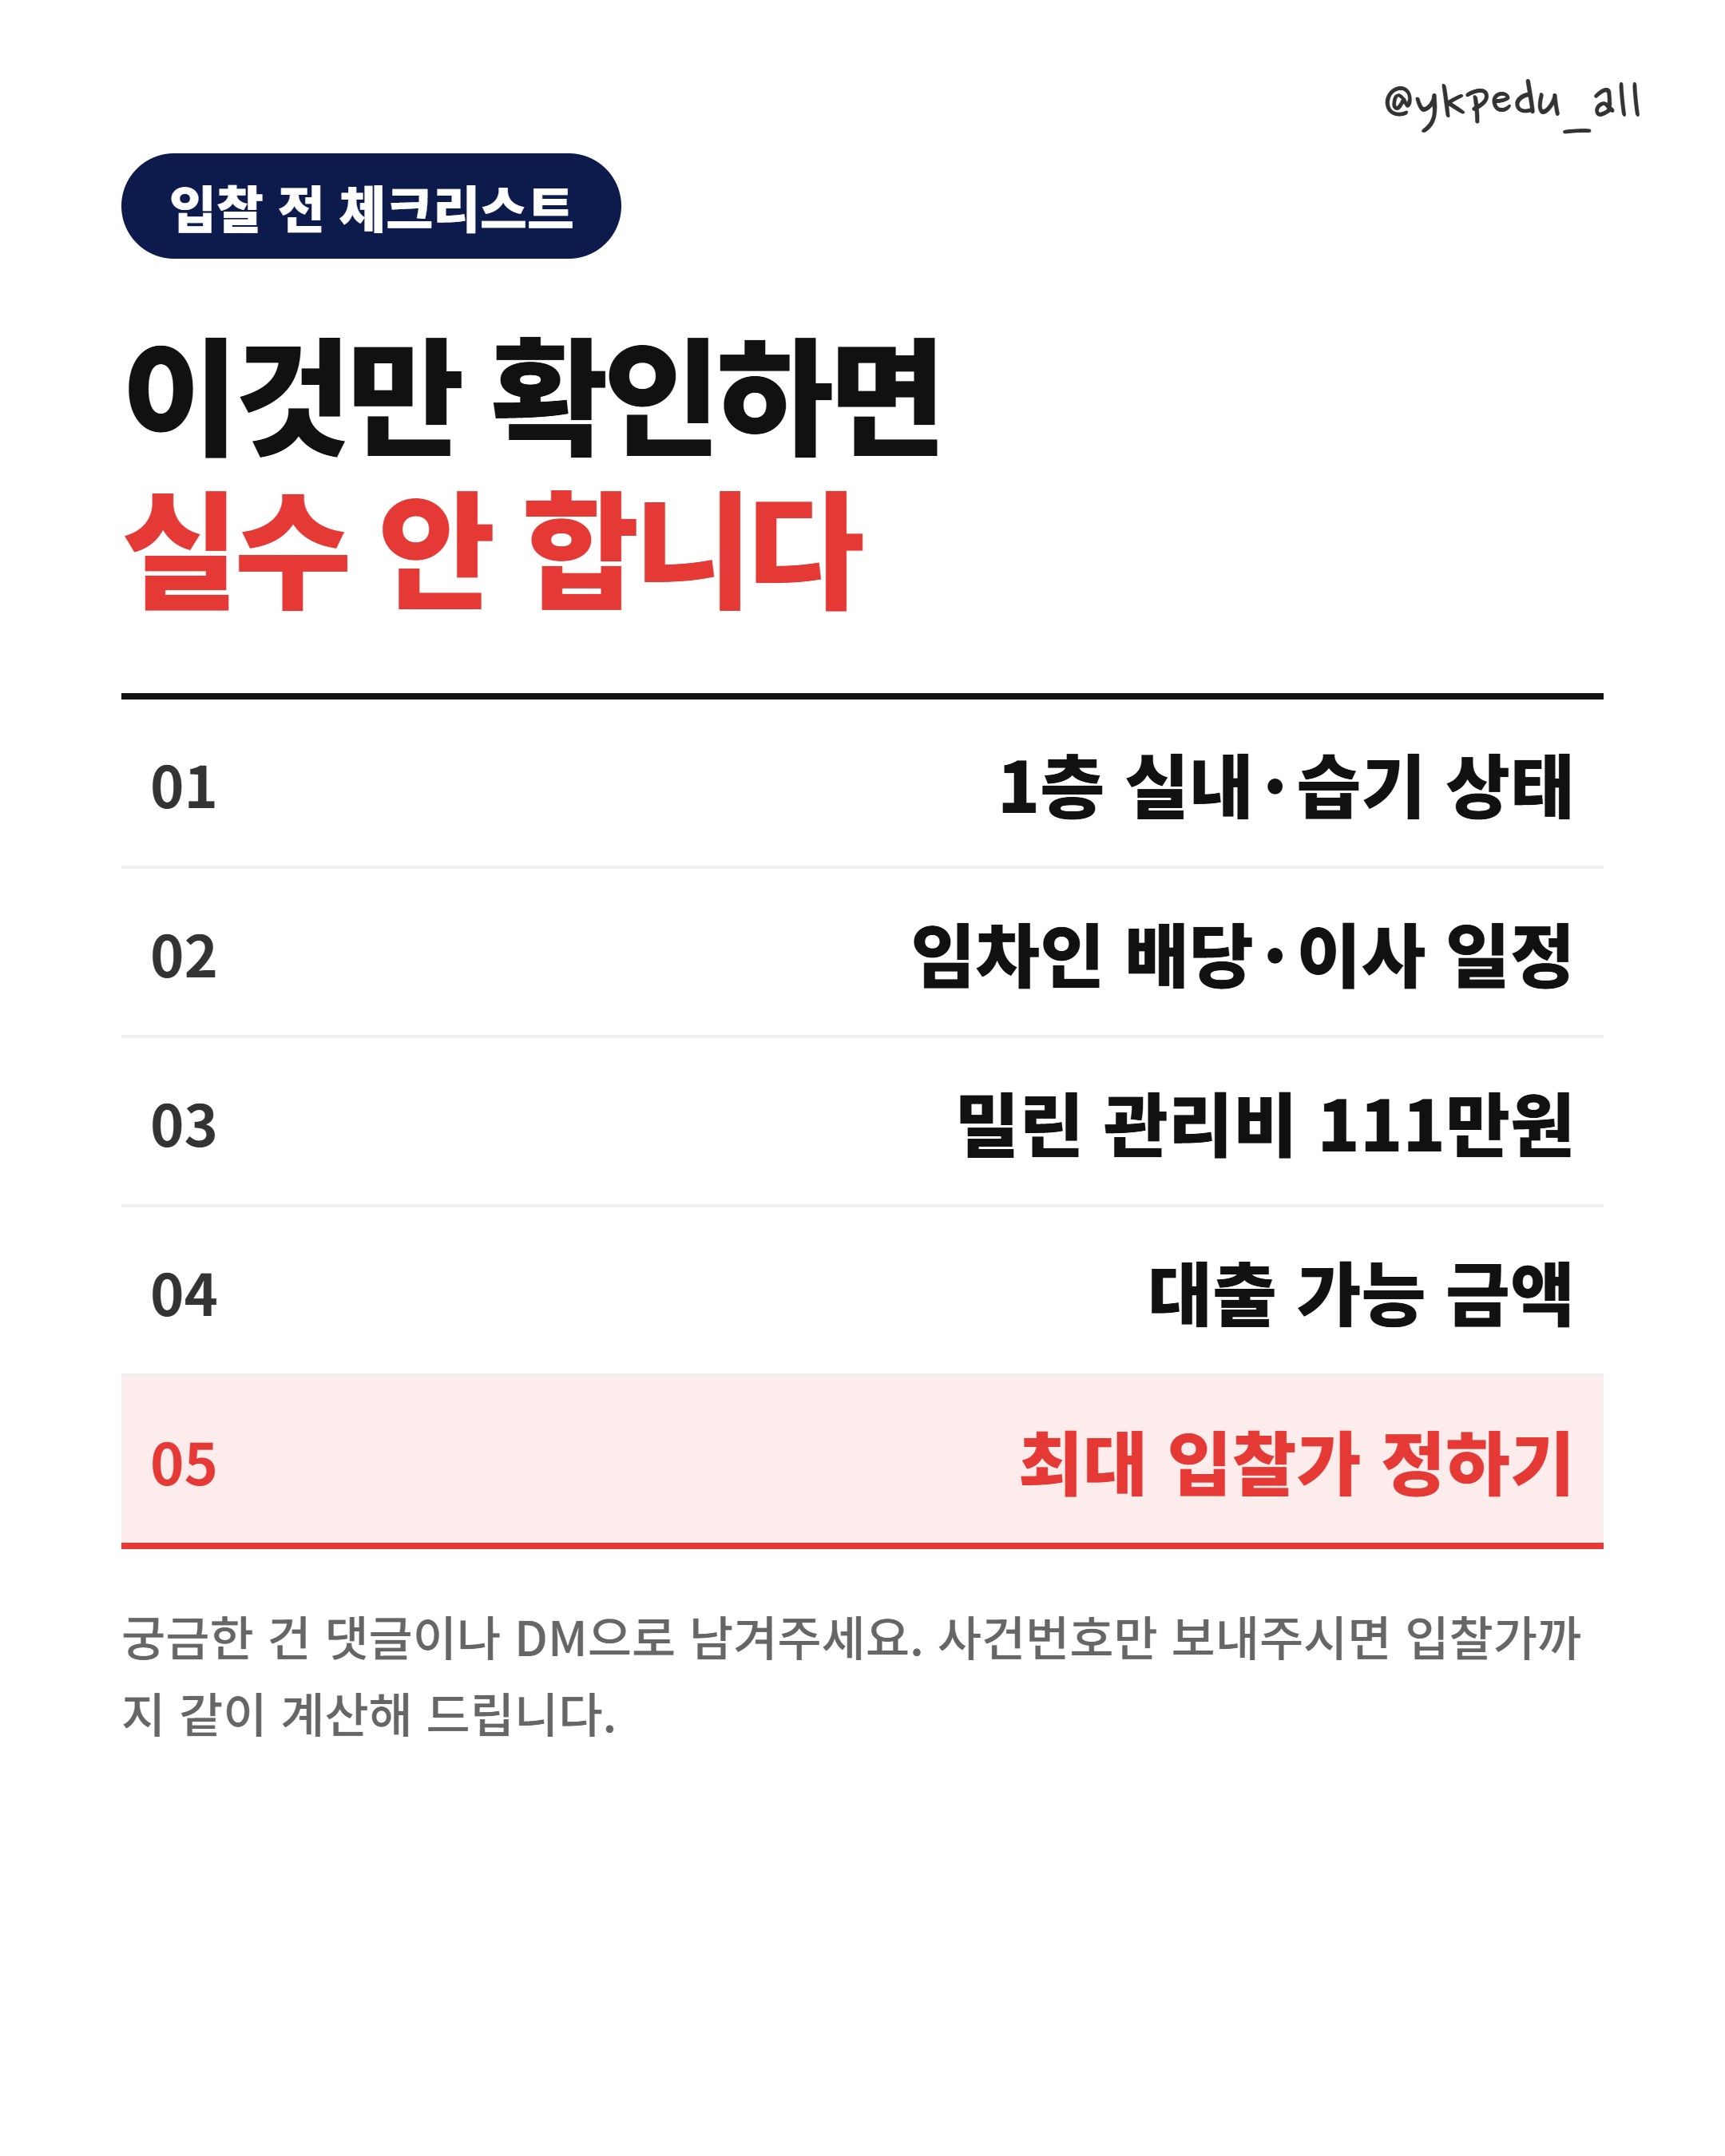 @ykpedu_all
입찰 전 체크리스트
이것만 확인하면
실수 안 합니다
01 1층 실내·습기 상태
02 임차인 배당·이사 일정
03 밀린 관리비 111만원
04 대출 가능 금액
05 최대 입찰가 정하기
궁금한 건 댓글이나 DM으로 남겨주세요. 사건번호만 보내주시면 입찰가까
지 같이 계산해 드립니다.